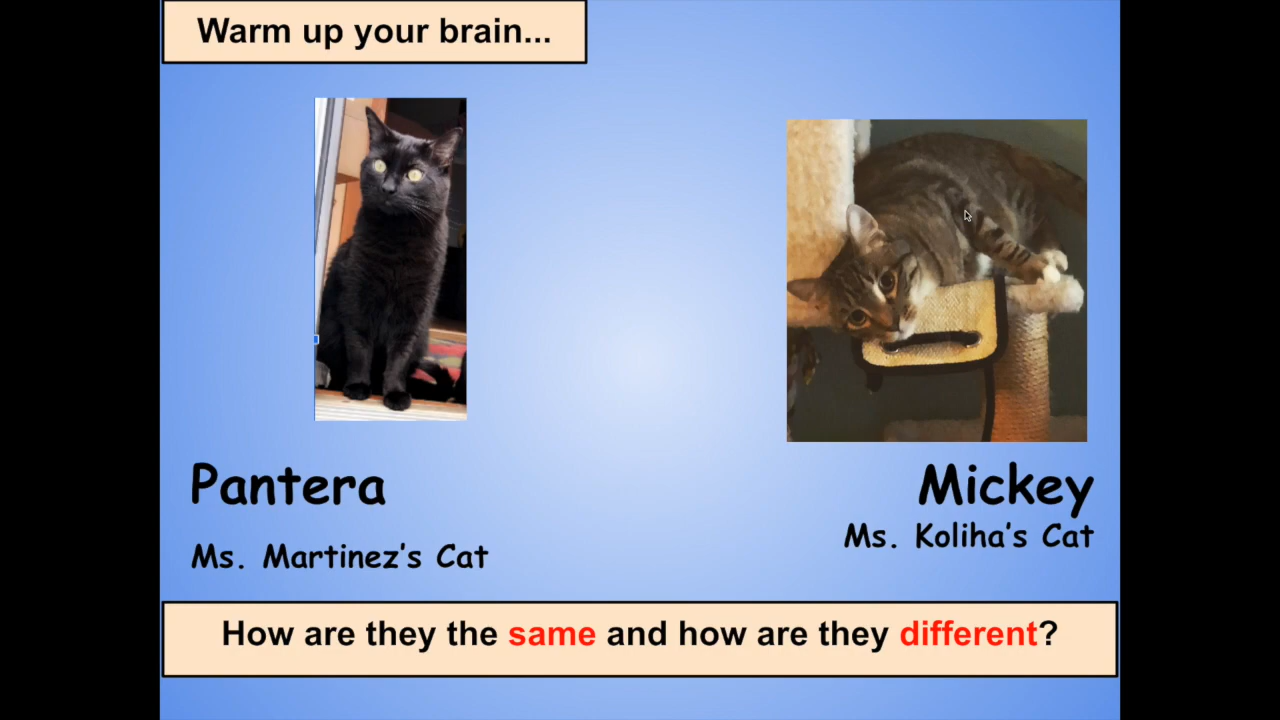 Warm up your brain...
Pantera
Ms. Martinez's Cat
Mickey
Ms. Koliha's Cat
How are they the same and how are they different?